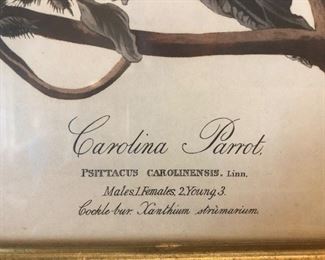 Carolina Parrot.
PSITTACUS CAROLINENSIS. Linn.
Males, 1. Females, 2. Young, 3.
Cockle-bur. Xanthium strumarium.